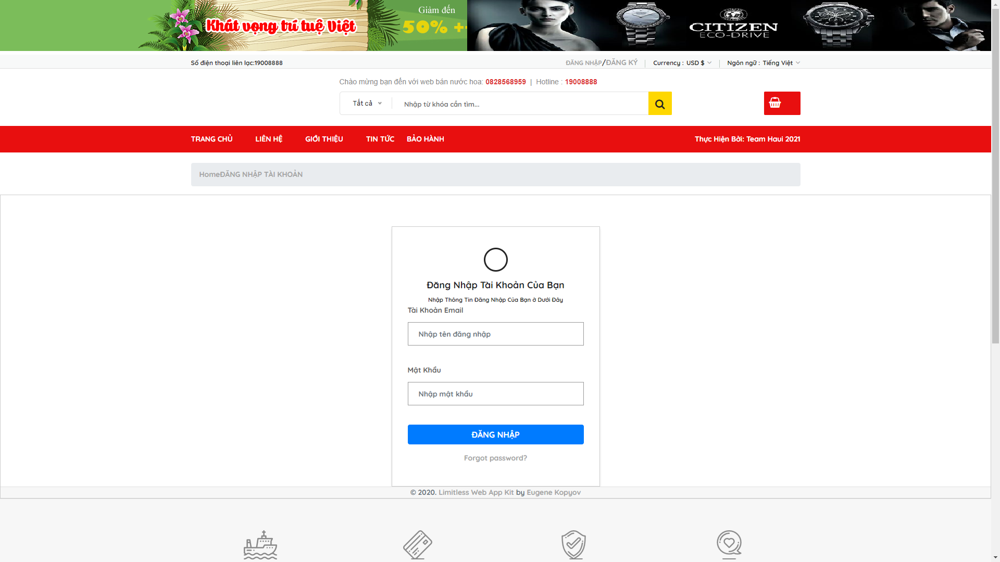 Khát vọng trí tuệ Việt
Giảm đến
50% +
CITIZEN
ECO-DRIVE
Số điện thoại liên lạc:19008888
ĐĂNG NHẬP/ĐĂNG KÝ
Currency : USD $
Ngôn ngữ : Tiếng Việt
Chào mừng bạn đến với web bán nước hoa: 0828568959 | Hotline : 19008888
Tất cả
Nhập từ khóa cần tìm...
TRANG CHỦ
LIÊN HỆ
GIỚI THIỆU
TIN TỨC
BẢO HÀNH
Thực Hiện Bởi: Team Haui 2021
HomeĐĂNG NHẬP TÀI KHOẢN
Đăng Nhập Tài Khoản Của Bạn
Nhập Thông Tin Đăng Nhập Của Bạn ở Dưới Đây
Tài Khoản Email
Nhập tên đăng nhập
Mật Khẩu
Nhập mật khẩu
ĐĂNG NHẬP
Forgot password?
© 2020. Limitless Web App Kit by Eugene Kopyov